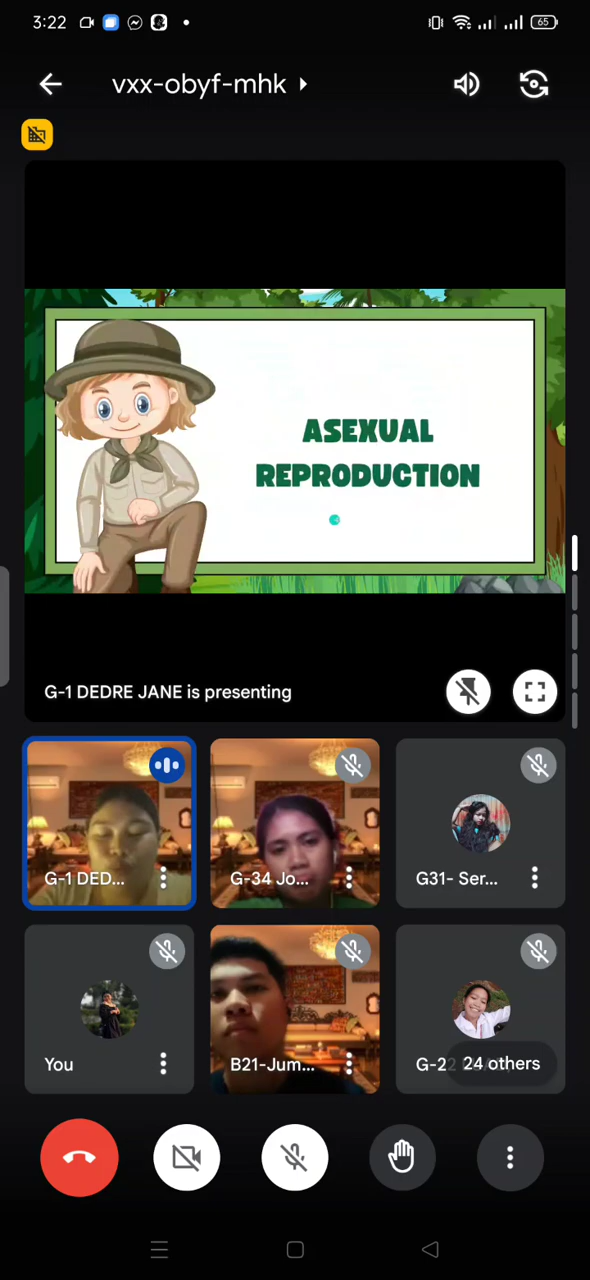 3:22
65
vxx-obyf-mhk
ASEXUAL
REPRODUCTION
G-1 DEDRE JANE is presenting
G-1 DED...
G-34 Jo...
G31- Ser...
You
B21-Jum...
G-22
24 others